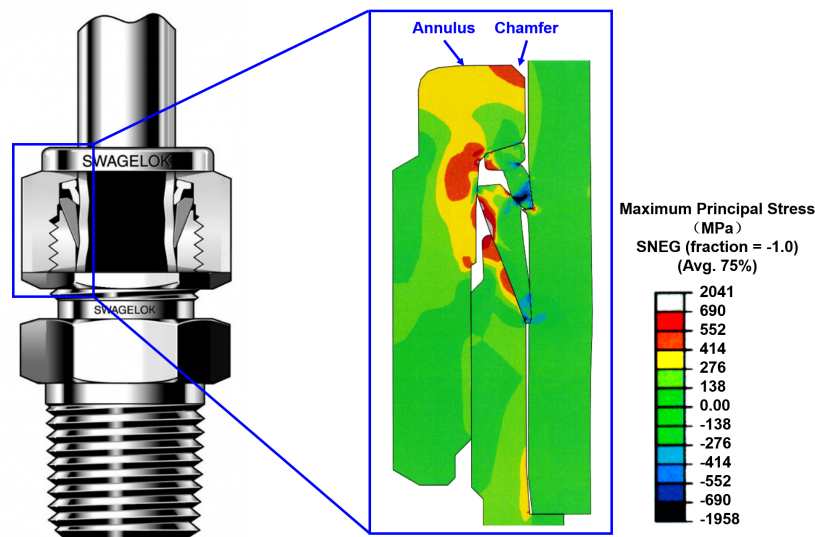 Annulus Chamfer
SWAGELOK
SWAGELOK
Maximum Principal Stress
（MPa）
SNEG (fraction = -1.0)
(Avg. 75%)
2041
690
552
414
276
138
0.00
-138
-276
-414
-552
-690
-1958